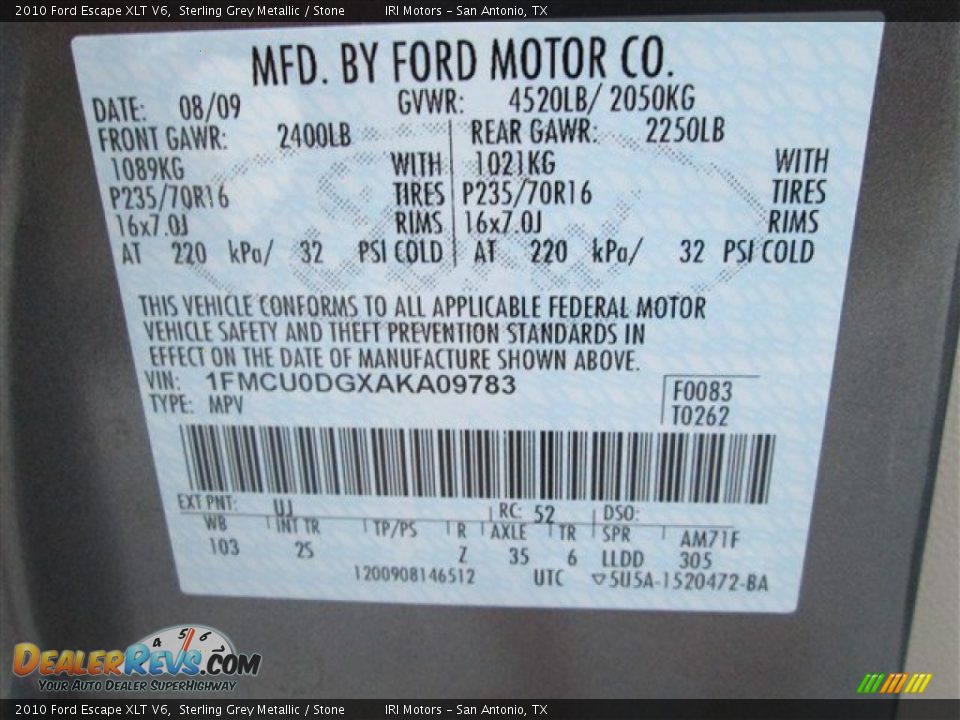 2010 Ford Escape XLT V6, Sterling Grey Metallic / Stone IRI Motors - San Antonio, TX
MFD. BY FORD MOTOR CO.
DATE: 08/09 GVWR: 4520LB/ 2050KG
FRONT GAWR: 2400LB REAR GAWR: 2250LB
1089KG WITH 1021KG WITH
P235/70R16 TIRES P235/70R16 TIRES
16x7.0J RIMS 16x7.0J RIMS
AT 220 kPa/ 32 PSI COLD AT 220 kPa/ 32 PSI COLD
THIS VEHICLE CONFORMS TO ALL APPLICABLE FEDERAL MOTOR
VEHICLE SAFETY AND THEFT PREVENTION STANDARDS IN
EFFECT ON THE DATE OF MANUFACTURE SHOWN ABOVE.
VIN: 1FMCU0DGXAKA09783 F0083
TYPE: MPV T0262
EXT PNT: UJ RC: 52 DSO:
WB INT TR TP/PS R AXLE TR SPR AM71F
103 2S Z 35 6 LLDD 305
1200908146512 UTC ▽5U5A-1520472-BA
4 5 6
DEALERREVS.COM
YOUR AUTO DEALER SUPERHIGHWAY
2010 Ford Escape XLT V6, Sterling Grey Metallic / Stone IRI Motors - San Antonio, TX